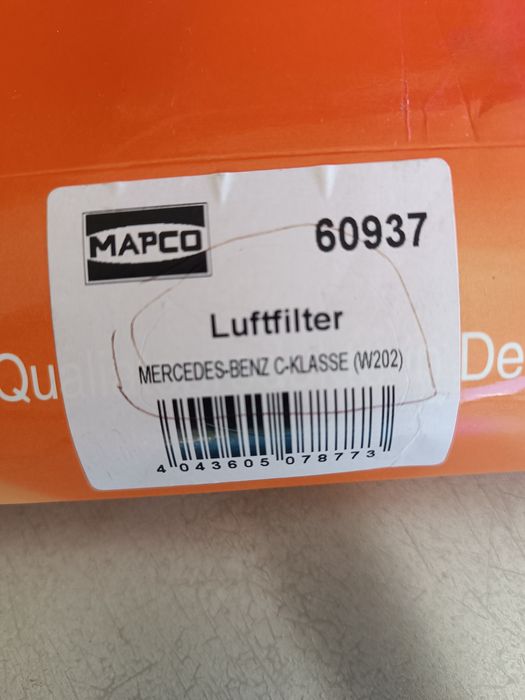 MAPCO
60937
Luftfilter
MERCEDES-BENZ C-KLASSE (W202)
4 043605 078773